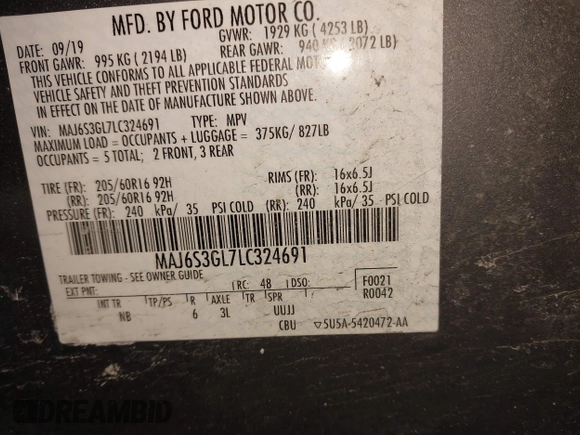 MFD. BY FORD MOTOR CO.
DATE: 09/19 GVWR: 1929 KG ( 4253 LB)
FRONT GAWR: 995 KG ( 2194 LB) REAR GAWR: 940 KG ( 2072 LB)
THIS VEHICLE CONFORMS TO ALL APPLICABLE FEDERAL
VEHICLE SAFETY AND THEFT PREVENTION STANDARDS
IN EFFECT ON THE DATE OF MANUFACTURE SHOWN ABOVE.
VIN: MAJ6S3GL7LC324691 TYPE: MPV
MAXIMUM LOAD = OCCUPANTS + LUGGAGE = 375KG/ 827LB
OCCUPANTS = 5 TOTAL; 2 FRONT, 3 REAR
TIRE (FR): 205/60R16 92H RIMS (FR): 16x6.5J
(RR): 205/60R16 92H (RR): 16x6.5J
PRESSURE (FR): 240 kPa/ 35 PSI COLD (RR): 240 kPa/ 35 PSI COLD
MAJ6S3GL7LC324691
TRAILER TOWING - SEE OWNER GUIDE
EXT PNT: RC: 48 DSO: F0021
R0042
INT TR TP/PS R AXLE TR SPR
NB 6 3L UUJJ
CBU 5U5A-5420472-AA
DREAMBID